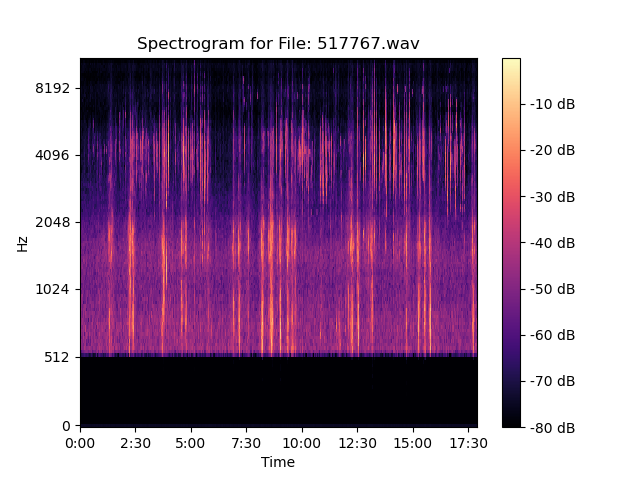 Spectrogram for File: 517767.wav
8192
4096
2048
1024
512
0
Hz
0:00 2:30 5:00 7:30 10:00 12:30 15:00 17:30
Time
-10 dB
-20 dB
-30 dB
-40 dB
-50 dB
-60 dB
-70 dB
-80 dB